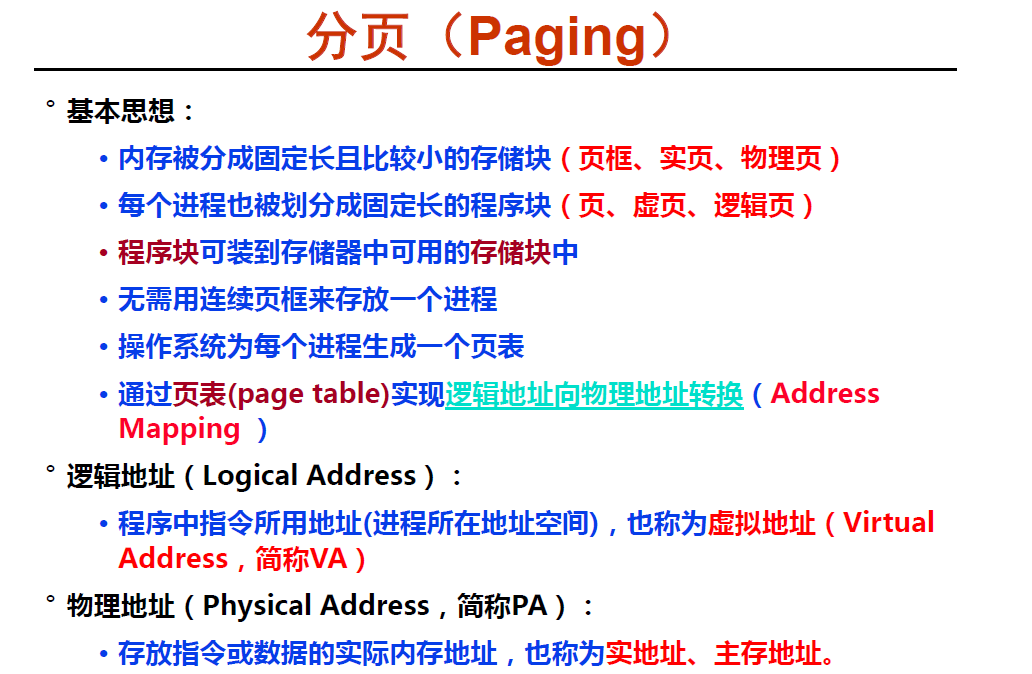 分页（Paging）
° 基本思想：
• 内存被分成固定长且比较小的存储块（页框、实页、物理页）
• 每个进程也被划分成固定长的程序块（页、虚页、逻辑页）
• 程序块可装到存储器中可用的存储块中
• 无需用连续页框来存放一个进程
• 操作系统为每个进程生成一个页表
• 通过页表(page table)实现逻辑地址向物理地址转换（Address
Mapping ）
° 逻辑地址（Logical Address）：
• 程序中指令所用地址(进程所在地址空间)，也称为虚拟地址（Virtual
Address，简称VA）
° 物理地址（Physical Address，简称PA）：
• 存放指令或数据的实际内存地址，也称为实地址、主存地址。